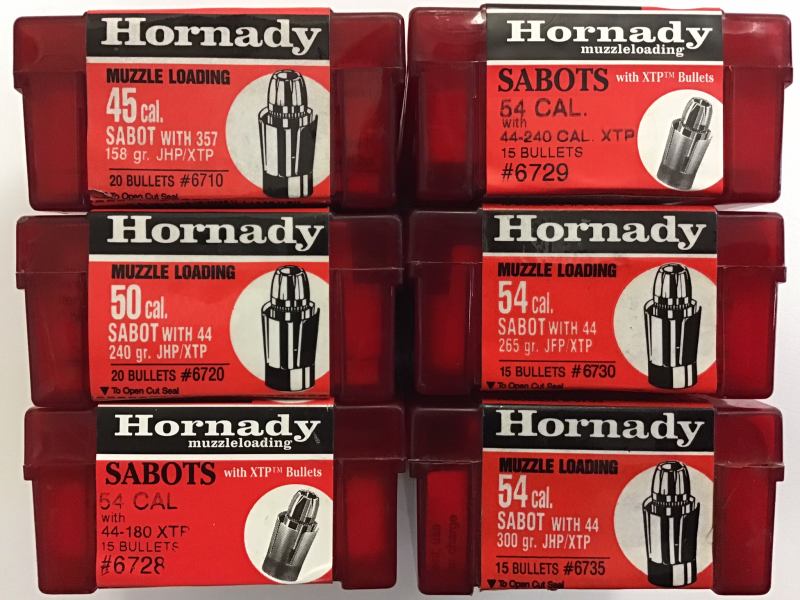 Hornady
MUZZLE LOADING
45 cal.
SABOT WITH 357
158 gr. JHP/XTP
20 BULLETS #6710
To Open Cut Seal
Hornady
muzzleloading
SABOTS with XTP™ Bullets
54 CAL.
with
44-240 CAL. XTP
15 BULLETS
#6729
Hornady
MUZZLE LOADING
50 cal.
SABOT WITH 44
240 gr. JHP/XTP
20 BULLETS #6720
▼ To Open Cut Seal
Hornady
MUZZLE LOADING
54 cal.
SABOT WITH 44
265 gr. JFP/XTP
15 BULLETS #6730
▼ To Open Cut Seal
Hornady
muzzleloading
SABOTS with XTP™ Bullets
54 CAL
with
44-180 XTP
15 BULLETS
#6728
Hornady
MUZZLE LOADING
54 cal.
SABOT WITH 44
300 gr. JHP/XTP
15 BULLETS #6735
▼ To Open Cut Seal
change